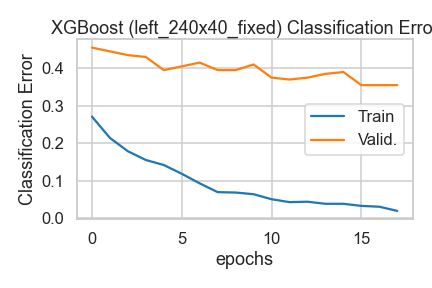 XGBoost (left_240x40_fixed) Classification Erro
Classification Error
0.4
0.3
0.2
0.1
0.0
Train
Valid.
0 5 10 15
epochs